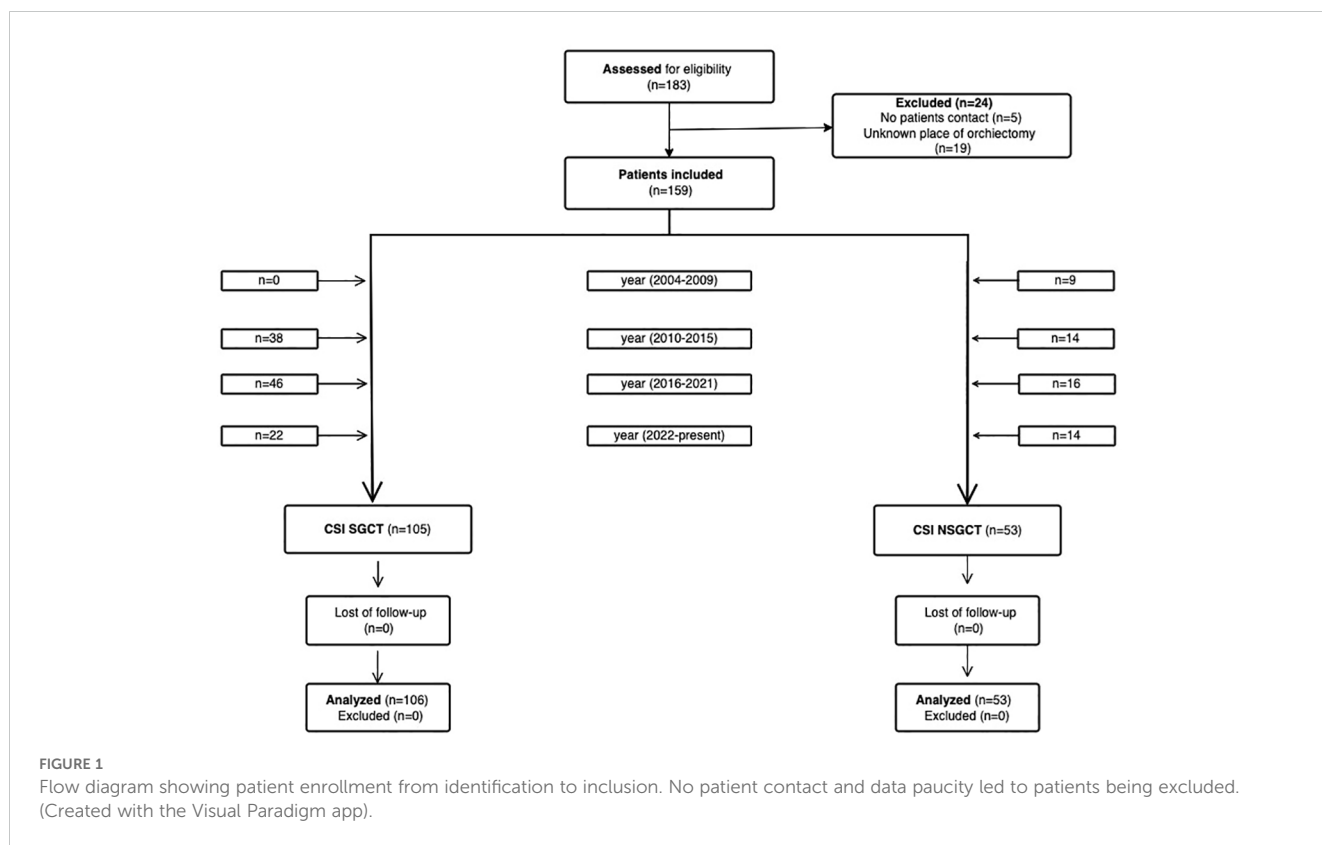 Assessed for eligibility
(n=183)
Excluded (n=24)
No patients contact (n=5)
Unknown place of orchiectomy
(n=19)
Patients included
(n=159)
n=0
year (2004-2009)
n=9
n=38
year (2010-2015)
n=14
n=46
year (2016-2021)
n=16
n=22
year (2022-present)
n=14
CSI SGCT (n=105)
CSI NSGCT (n=53)
Lost of follow-up
(n=0)
Lost of follow-up
(n=0)
Analyzed (n=106)
Excluded (n=0)
Analyzed (n=53)
Excluded (n=0)
FIGURE 1
Flow diagram showing patient enrollment from identification to inclusion. No patient contact and data paucity led to patients being excluded.
(Created with the Visual Paradigm app).